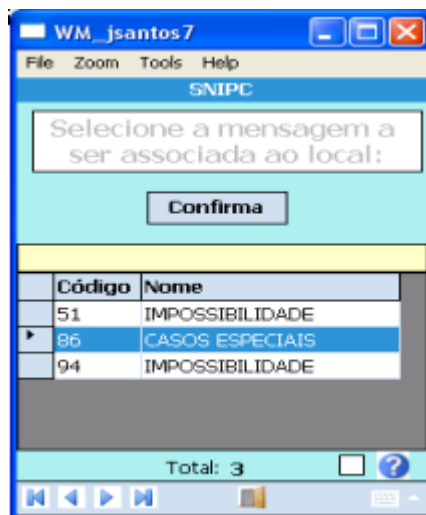 WM_jsantos7
File Zoom Tools Help
SNIPC
Selecione a mensagem a
ser associada ao local:
Confirma
Código Nome
51 IMPOSSIBILIDADE
86 CASOS ESPECIAIS
94 IMPOSSIBILIDADE
Total: 3
?